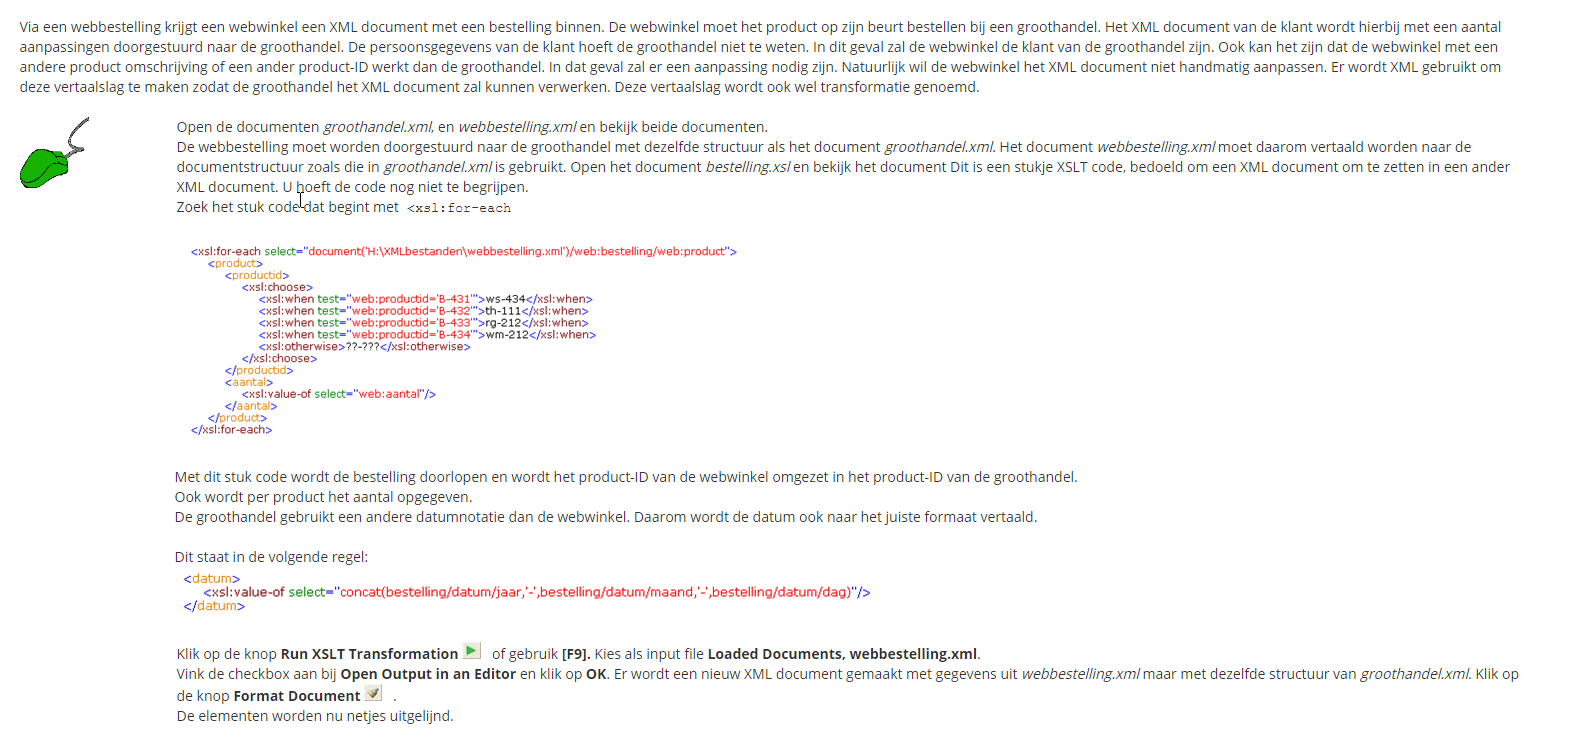 Via een webbestelling krijgt een webwinkel een XML document met een bestelling binnen. De webwinkel moet het product op zijn beurt bestellen bij een groothandel. Het XML document van de klant wordt hierbij met een aantal
aanpassingen doorgestuurd naar de groothandel. De persoonsgegevens van de klant hoeft de groothandel niet te weten. In dit geval zal de webwinkel de klant van de groothandel zijn. Ook kan het zijn dat de webwinkel met een
andere product omschrijving of een ander product-ID werkt dan de groothandel. In dat geval zal er een aanpassing nodig zijn. Natuurlijk wil de webwinkel het XML document niet handmatig aanpassen. Er wordt XML gebruikt om
deze vertaalslag te maken zodat de groothandel het XML document zal kunnen verwerken. Deze vertaalslag wordt ook wel transformatie genoemd.
Open de documenten groothandel.xml, en webbestelling.xml en bekijk beide documenten.
De webbestelling moet worden doorgestuurd naar de groothandel met dezelfde structuur als het document groothandel.xml. Het document webbestelling.xml moet daarom vertaald worden naar de
documentstructuur zoals die in groothandel.xml is gebruikt. Open het document bestelling.xsl en bekijk het document Dit is een stukje XSLT code, bedoeld om een XML document om te zetten in een ander
XML document. U hoeft de code nog niet te begrijpen.
Zoek het stuk code dat begint met <xsl:for-each
<xsl:for-each select="document('H:\XMLbestanden\webbestelling.xml')/web:bestelling/web:product">
<product>
<productid>
<xsl:choose>
<xsl:when test="web:productid='B-431'">ws-434</xsl:when>
<xsl:when test="web:productid='B-432'">th-111</xsl:when>
<xsl:when test="web:productid='B-433'">rg-212</xsl:when>
<xsl:when test="web:productid='B-434'">wm-212</xsl:when>
<xsl:otherwise>??-???</xsl:otherwise>
</xsl:choose>
</productid>
<aantal>
<xsl:value-of select="web:aantal"/>
</aantal>
</product>
</xsl:for-each>
Met dit stuk code wordt de bestelling doorlopen en wordt het product-ID van de webwinkel omgezet in het product-ID van de groothandel.
Ook wordt per product het aantal opgegeven.
De groothandel gebruikt een andere datumnotatie dan de webwinkel. Daarom wordt de datum ook naar het juiste formaat vertaald.
Dit staat in de volgende regel:
<datum>
<xsl:value-of select="concat(bestelling/datum/jaar,'-',bestelling/datum/maand,'-',bestelling/datum/dag)"/>
</datum>
Klik op de knop Run XSLT Transformation of gebruik [F9]. Kies als input file Loaded Documents, webbestelling.xml.
Vink de checkbox aan bij Open Output in an Editor en klik op OK. Er wordt een nieuw XML document gemaakt met gegevens uit webbestelling.xml maar met dezelfde structuur van groothandel.xml. Klik op
de knop Format Document .
De elementen worden nu netjes uitgelijnd.